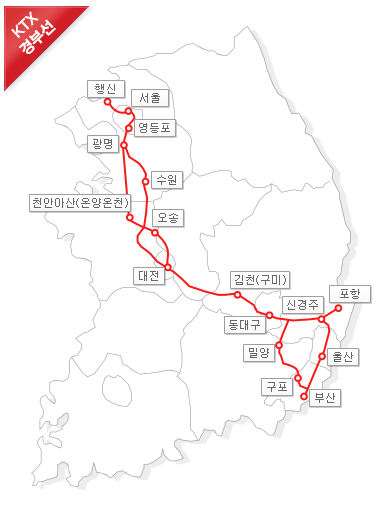 KTX
경부선
행신
서울
영등포
광명
수원
천안아산(온양온천)
오송
대전
김천(구미)
포항
신경주
동대구
밀양
울산
구포
부산